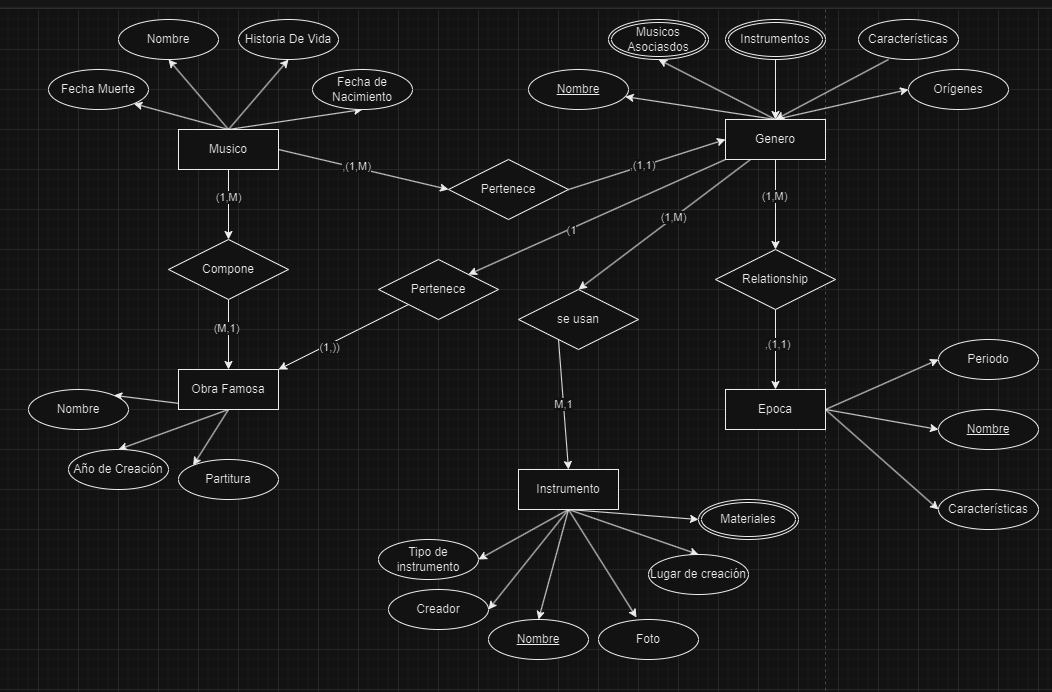 Nombre
Historia De Vida
Musicos
Asociasdos
Instrumentos
Características
Fecha Muerte
Fecha de
Nacimiento
Nombre
Orígenes
Musico
Genero
,(1,M)
,(1,1)
Pertenece
(1,M)
(1,M)
(1,M)
(1
Compone
Pertenece
se usan
Relationship
(M,1)
(1,))
,(1,1)
Obra Famosa
Periodo
Nombre
M,1
Epoca
Nombre
Año de Creación
Partitura
Instrumento
Características
Materiales
Tipo de
instrumento
Lugar de creación
Creador
Nombre
Foto